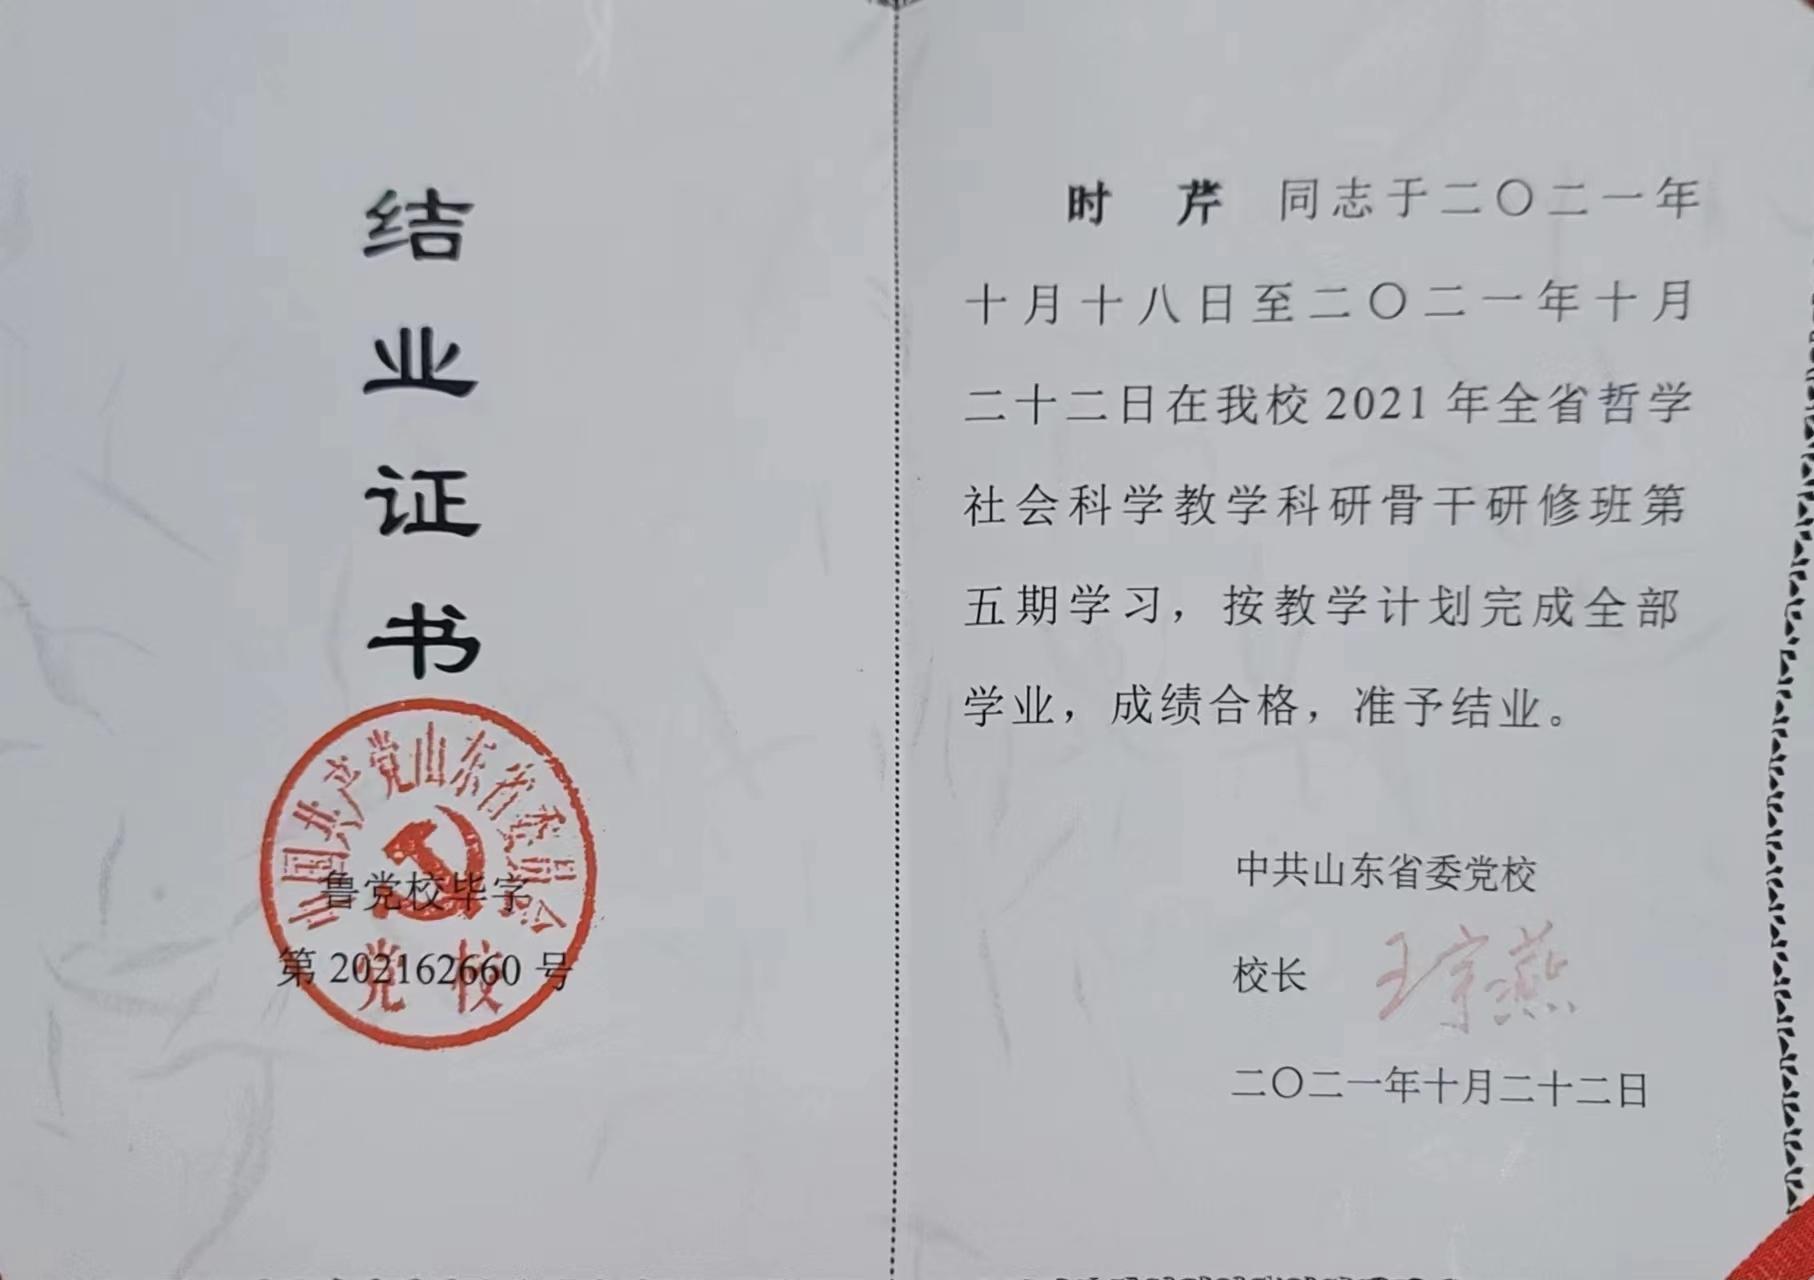 结业证书
中国共产党山东省委员会
党校
鲁党校毕字
第 202162660 号
时 芹 同志于二〇二一年
十月十八日至二〇二一年十月
二十二日在我校 2021 年全省哲学
社会科学教学科研骨干研修班第
五期学习，按教学计划完成全部
学业，成绩合格，准予结业。
中共山东省委党校
校长 王宗燕
二〇二一年十月二十二日